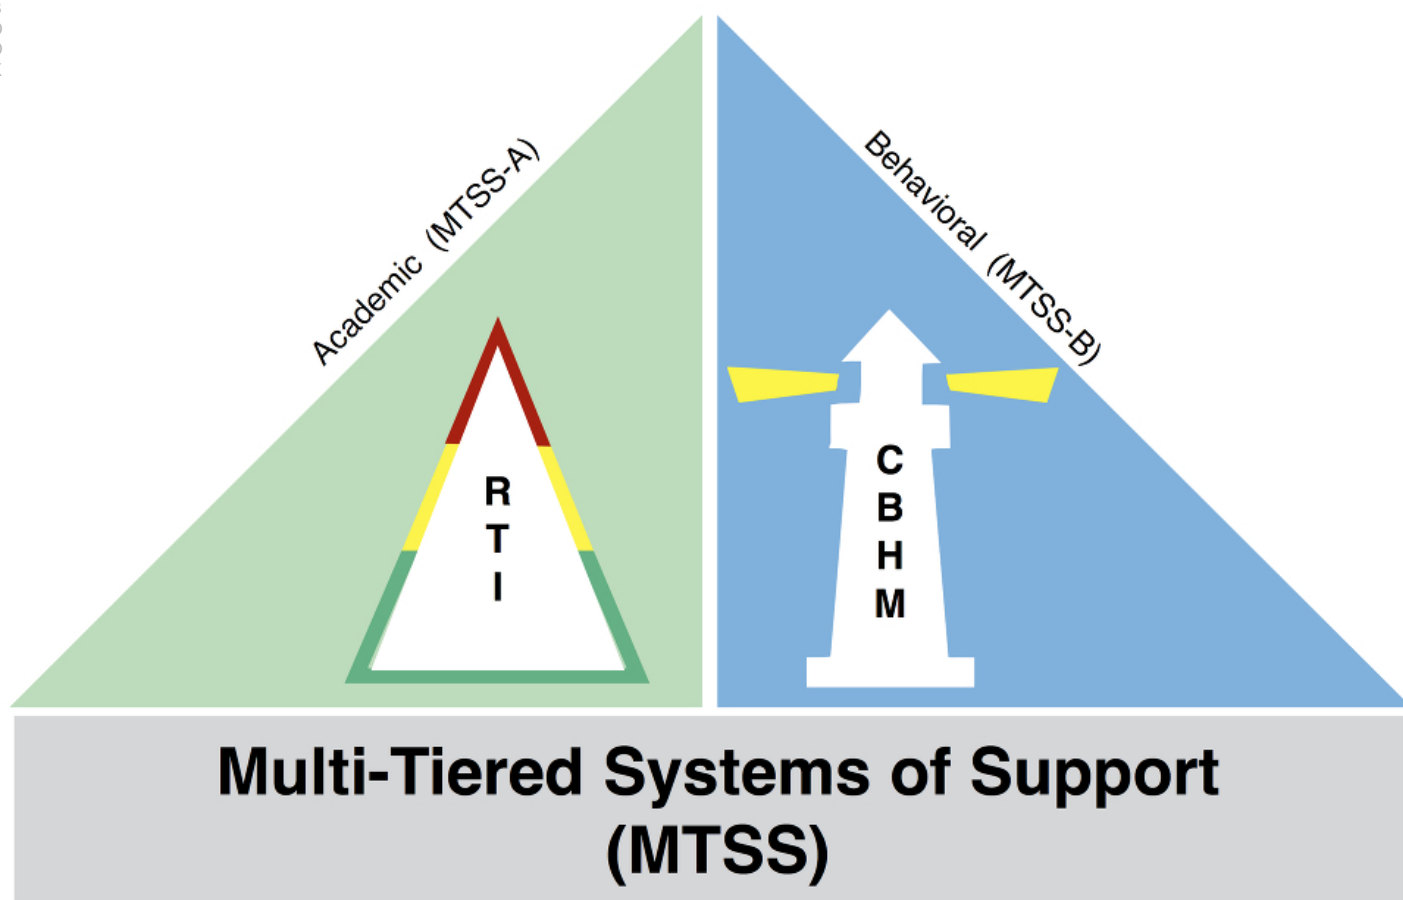 Academic (MTSS-A)
Behavioral (MTSS-B)
R
T
I
C
B
H
M
Multi-Tiered Systems of Support
(MTSS)